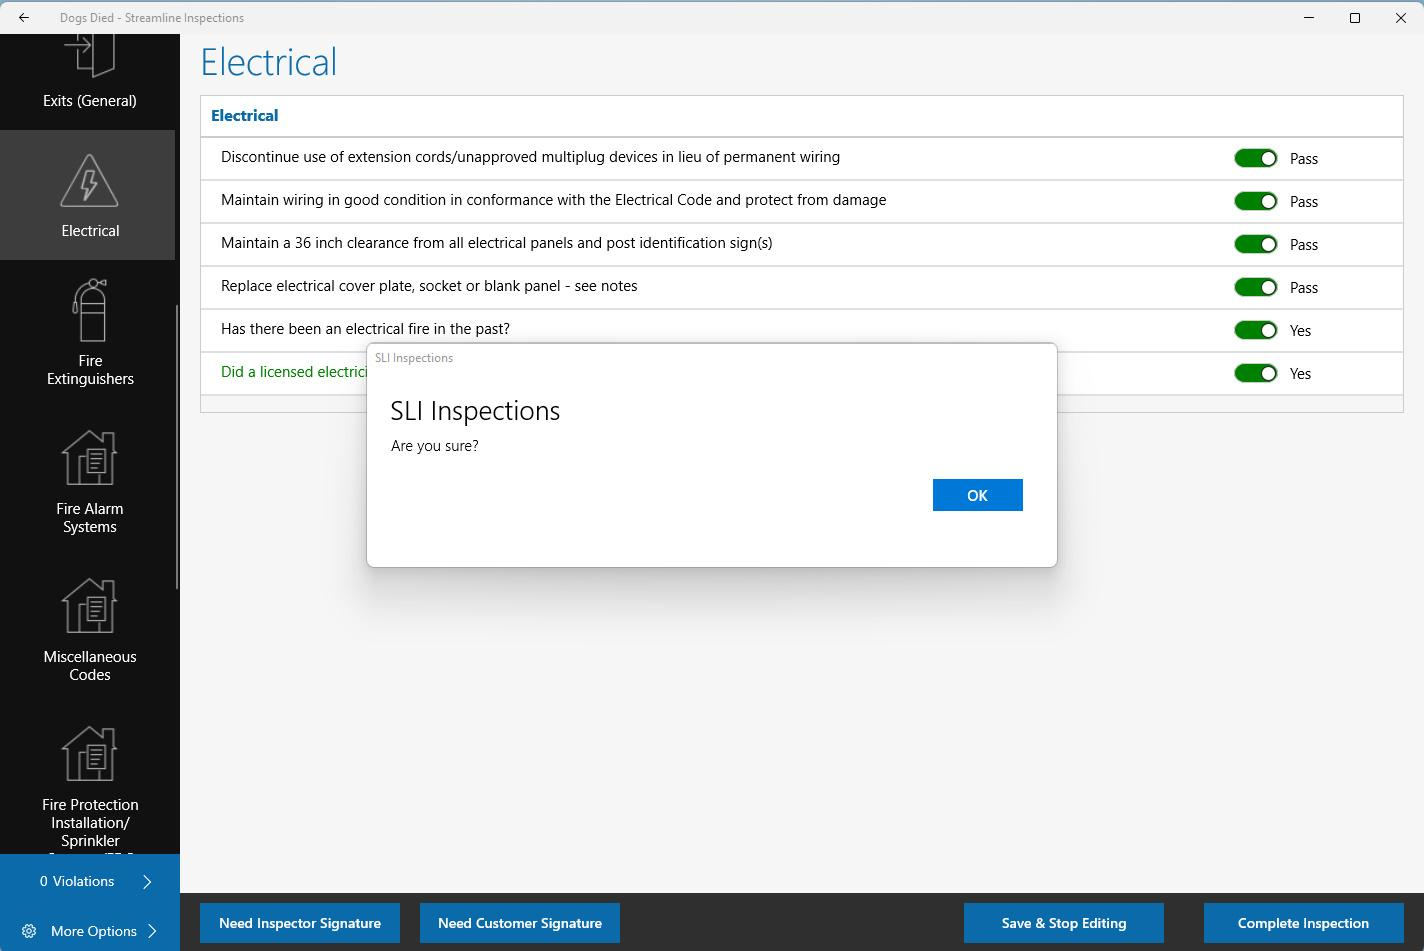 Dogs Died - Streamline Inspections
Exits (General)
Electrical
Fire
Extinguishers
Fire Alarm
Systems
Miscellaneous
Codes
Fire Protection
Installation/
Sprinkler
0 Violations
More Options
Electrical
Electrical
Discontinue use of extension cords/unapproved multiplug devices in lieu of permanent wiring Pass
Maintain wiring in good condition in conformance with the Electrical Code and protect from damage Pass
Maintain a 36 inch clearance from all electrical panels and post identification sign(s) Pass
Replace electrical cover plate, socket or blank panel - see notes Pass
Has there been an electrical fire in the past? Yes
Did a licensed electrici Yes
SLI Inspections
SLI Inspections
Are you sure?
OK
Need Inspector Signature Need Customer Signature Save & Stop Editing Complete Inspection